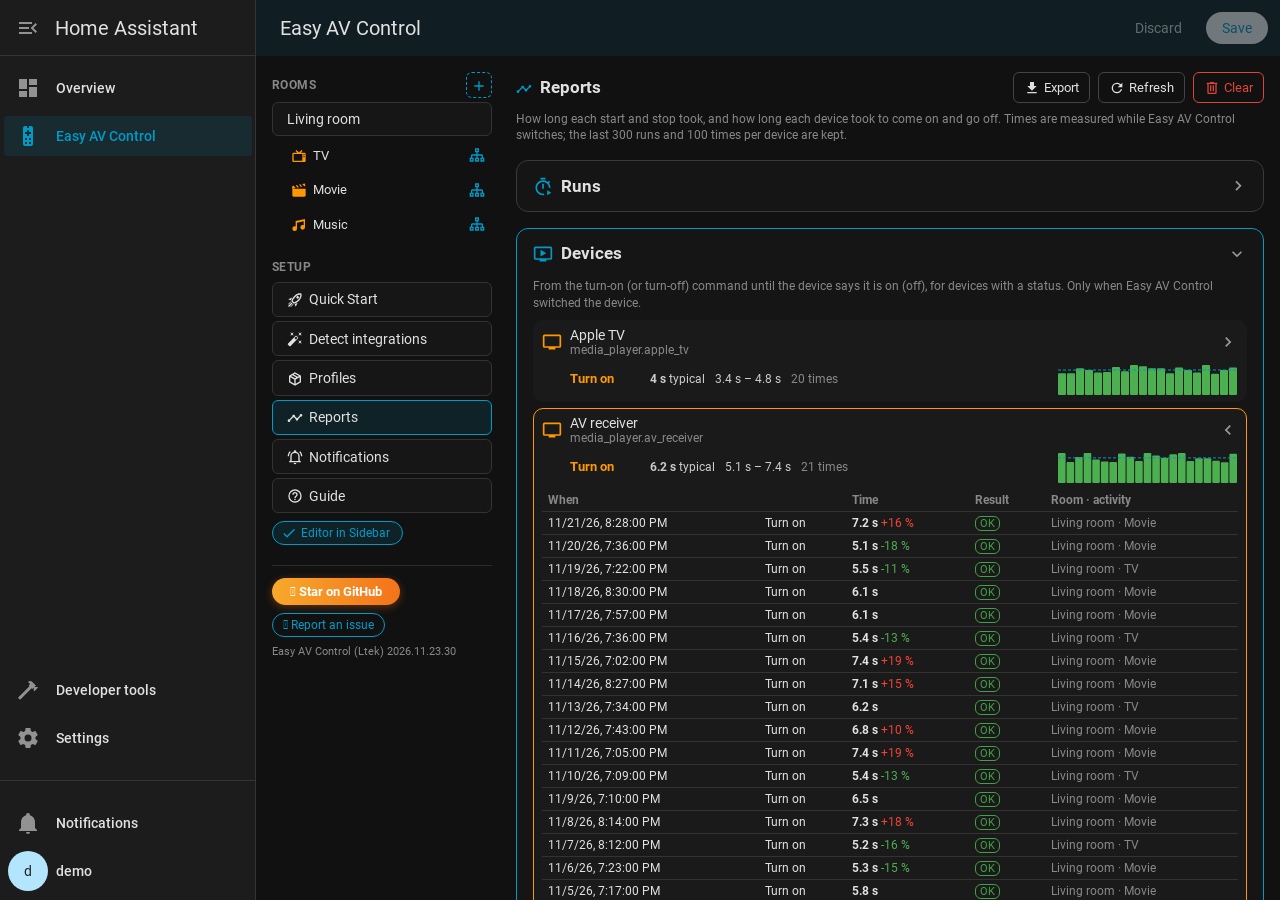 Home Assistant
Easy AV Control
Discard
Save
Overview
Easy AV Control
Developer tools
Settings
Notifications
d
demo
ROOMS
Living room
TV
Movie
Music
SETUP
Quick Start
Detect integrations
Profiles
Reports
Notifications
Guide
Editor in Sidebar
Star on GitHub
Report an issue
Easy AV Control (Ltek) 2026.11.23.30
Reports
Export
Refresh
Clear
How long each start and stop took, and how long each device took to come on and go off. Times are measured while Easy AV Control
switches; the last 300 runs and 100 times per device are kept.
Runs
Devices
From the turn-on (or turn-off) command until the device says it is on (off), for devices with a status. Only when Easy AV Control
switched the device.
Apple TV
media_player.apple_tv
Turn on 4 s typical 3.4 s – 4.8 s 20 times
AV receiver
media_player.av_receiver
Turn on 6.2 s typical 5.1 s – 7.4 s 21 times
When Time Result Room · activity
11/21/26, 8:28:00 PM Turn on 7.2 s +16 % OK Living room · Movie
11/20/26, 7:36:00 PM Turn on 5.1 s -18 % OK Living room · Movie
11/19/26, 7:22:00 PM Turn on 5.5 s -11 % OK Living room · TV
11/18/26, 8:30:00 PM Turn on 6.1 s OK Living room · Movie
11/17/26, 7:57:00 PM Turn on 6.1 s OK Living room · Movie
11/16/26, 7:36:00 PM Turn on 5.4 s -13 % OK Living room · TV
11/15/26, 7:02:00 PM Turn on 7.4 s +19 % OK Living room · Movie
11/14/26, 8:27:00 PM Turn on 7.1 s +15 % OK Living room · Movie
11/13/26, 7:34:00 PM Turn on 6.2 s OK Living room · TV
11/12/26, 7:43:00 PM Turn on 6.8 s +10 % OK Living room · Movie
11/11/26, 7:05:00 PM Turn on 7.4 s +19 % OK Living room · Movie
11/10/26, 7:09:00 PM Turn on 5.4 s -13 % OK Living room · TV
11/9/26, 7:10:00 PM Turn on 6.5 s OK Living room · Movie
11/8/26, 8:14:00 PM Turn on 7.3 s +18 % OK Living room · Movie
11/7/26, 8:12:00 PM Turn on 5.2 s -16 % OK Living room · TV
11/6/26, 7:23:00 PM Turn on 5.3 s -15 % OK Living room · Movie
11/5/26, 7:17:00 PM Turn on 5.8 s OK Living room · Movie